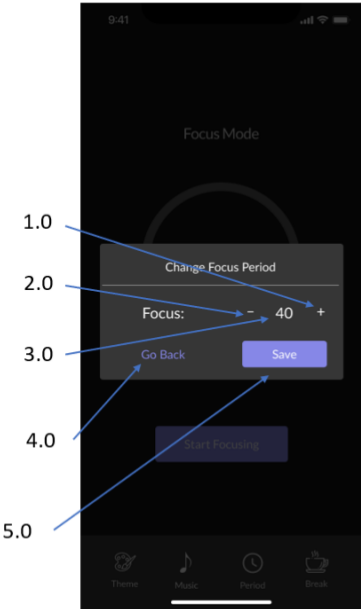 9:41
Focus Mode
1.0
Change Focus Period
2.0
Focus: - 40 +
3.0
Go Back Save
4.0
Start Focusing
5.0
Theme Music Period Break